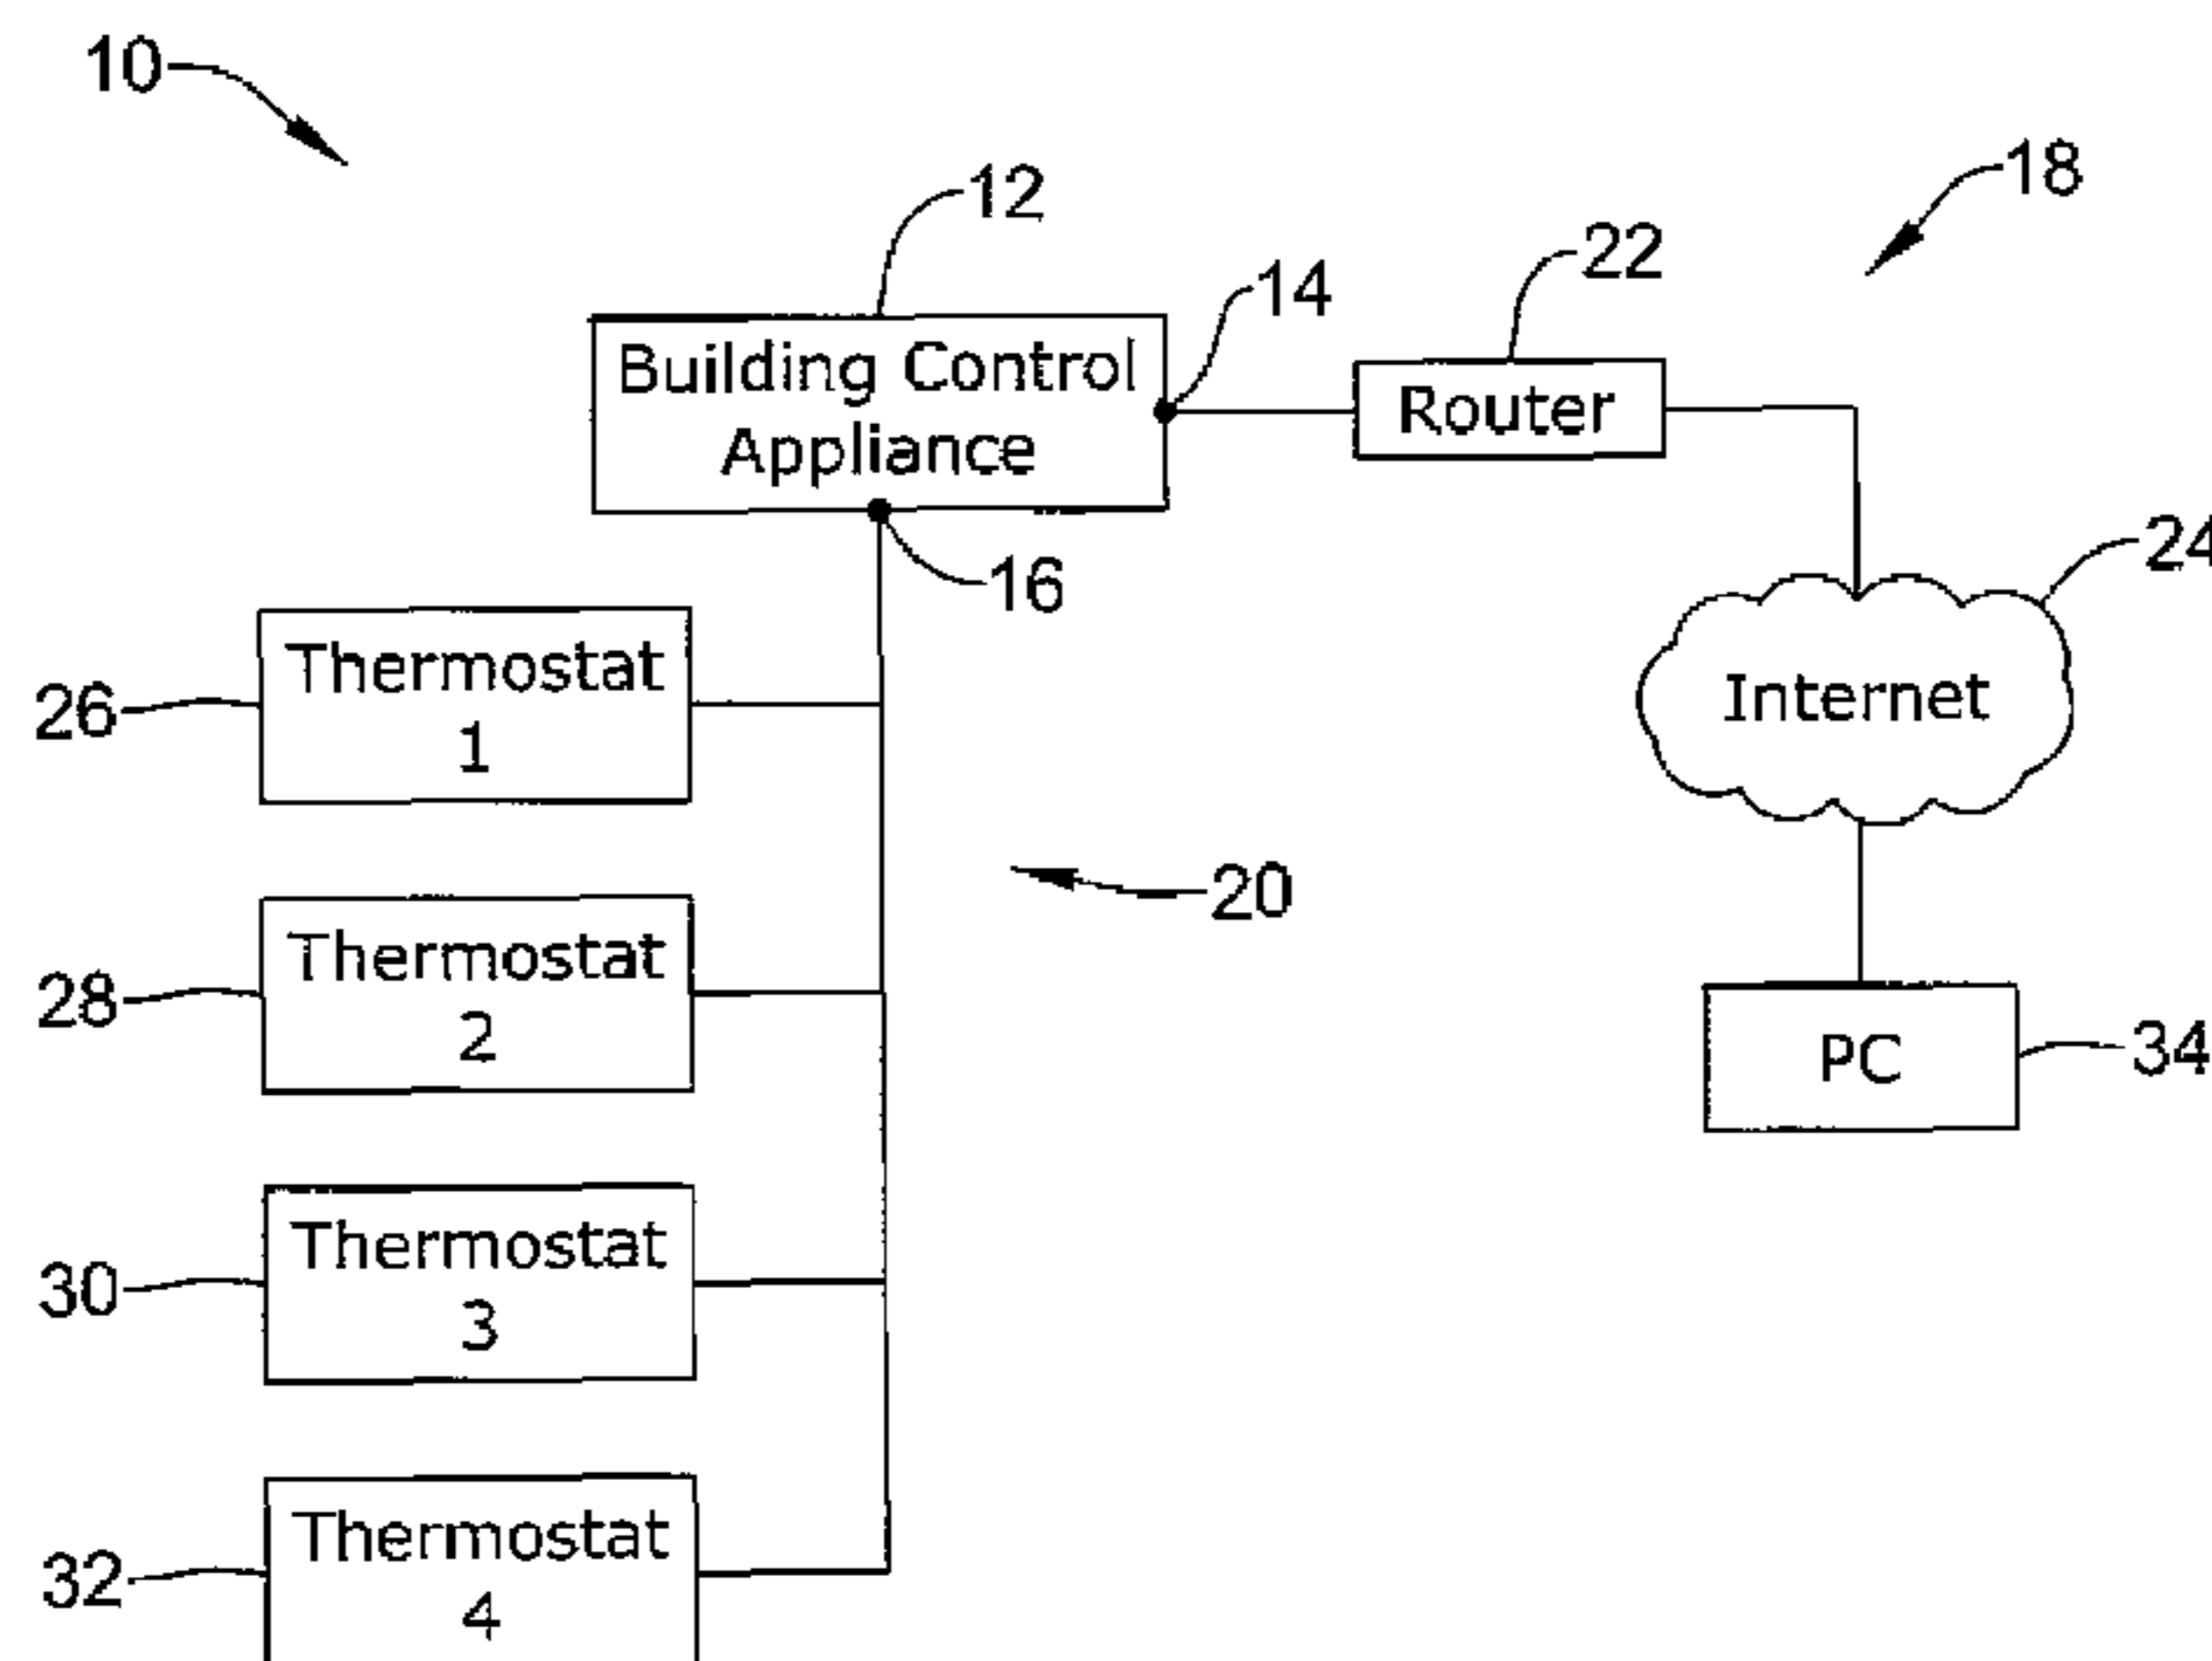 10
18
12
22
14
Building Control
Appliance
Router
16
24
Thermostat
1
26
Internet
20
Thermostat
2
28
PC
34
Thermostat
3
30
Thermostat
4
32